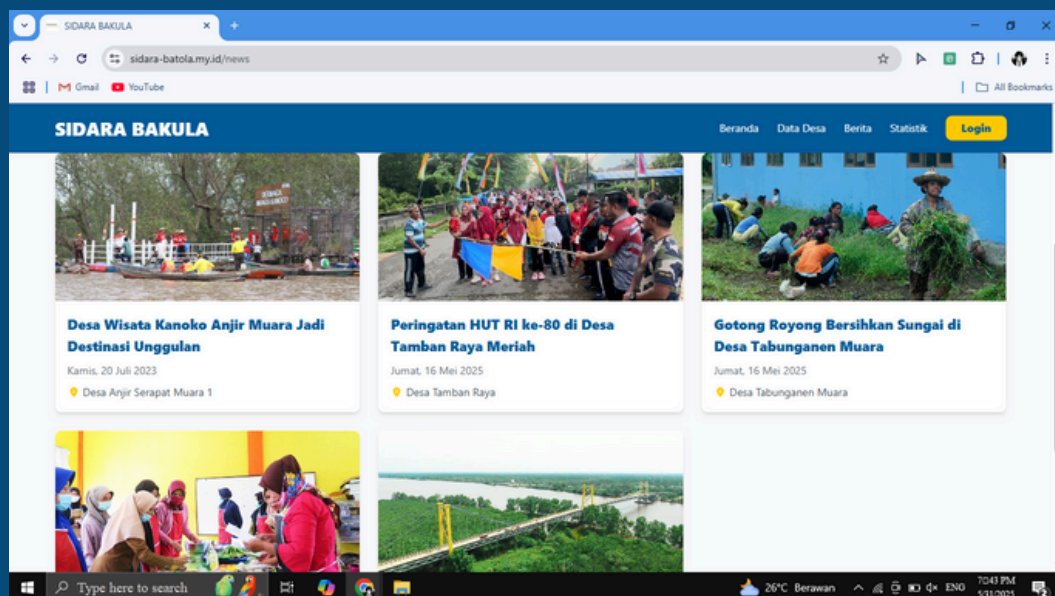 SIDARA BAKULA
sidara-batola.my.id/news
Gmail
YouTube
All Bookmarks
SIDARA BAKULA
Beranda
Data Desa
Berita
Statistik
Login
Desa Wisata Kanoko Anjir Muara Jadi
Destinasi Unggulan
Kamis, 20 Juli 2023
Desa Anjir Serapat Muara 1
Peringatan HUT RI ke-80 di Desa
Tamban Raya Meriah
Jumat, 16 Mei 2025
Desa Tamban Raya
Gotong Royong Bersihkan Sungai di
Desa Tabunganen Muara
Jumat, 16 Mei 2025
Desa Tabunganen Muara
Type here to search
26°C Berawan
ENG
7:43 PM
5/31/2025